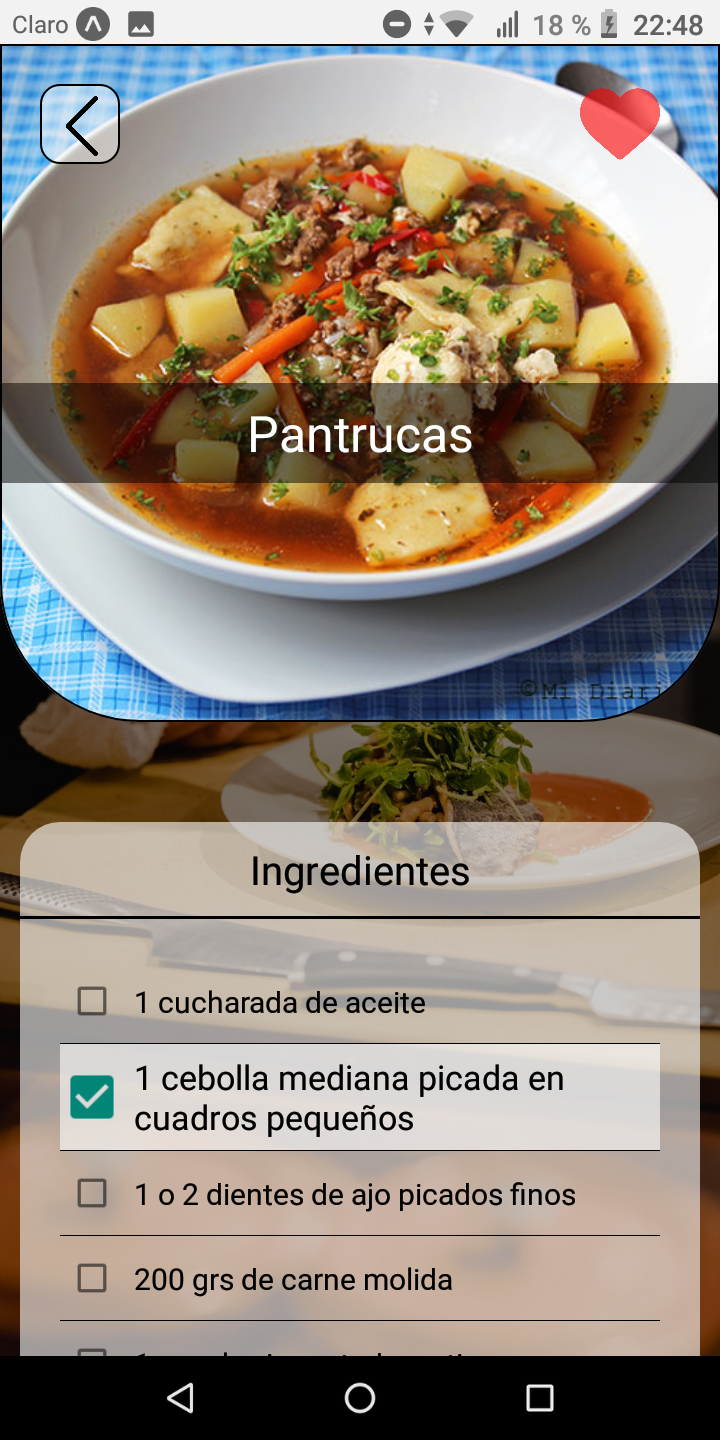 Claro 18 % 22:48
Pantrucas
©Mi Diari
Ingredientes
1 cucharada de aceite
1 cebolla mediana picada en
cuadros pequeños
1 o 2 dientes de ajo picados finos
200 grs de carne molida